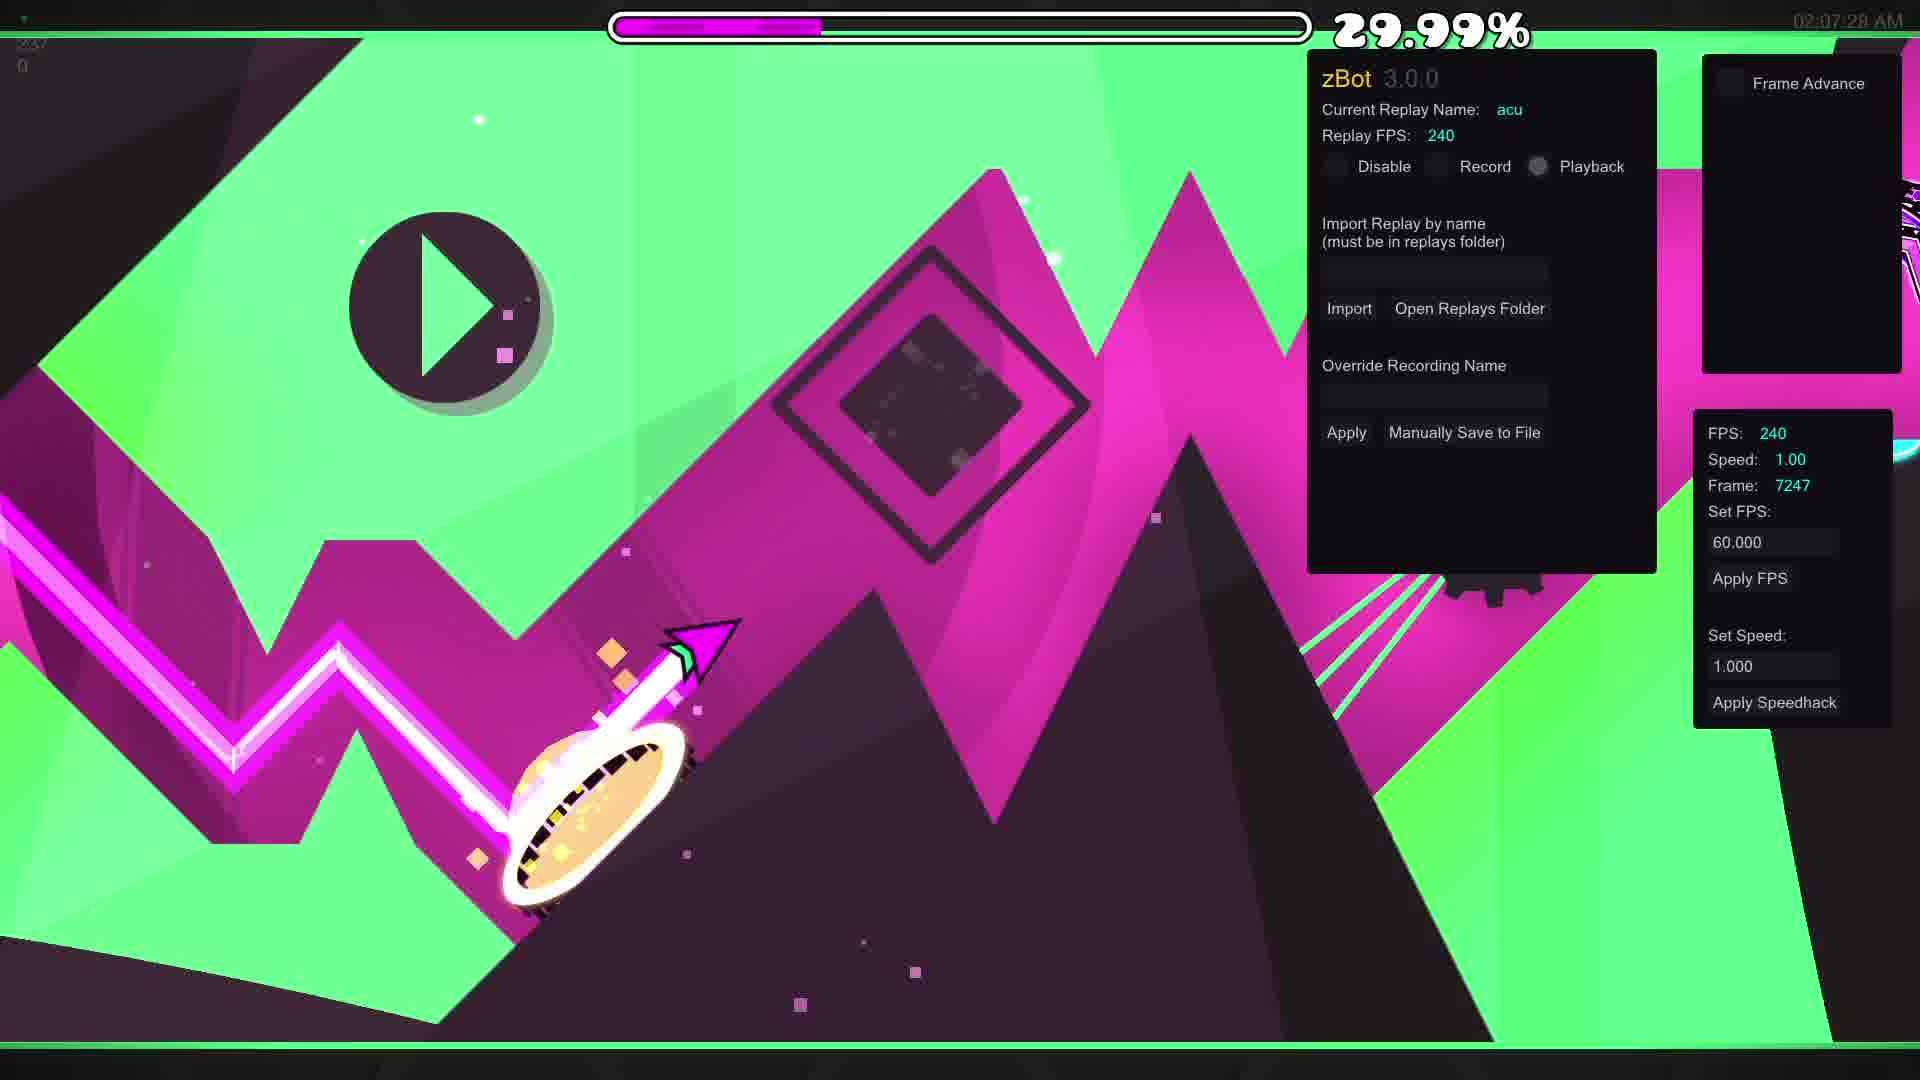 29.99%
02:07:28 AM
237
0
zBot 3.0.0
Current Replay Name: acu
Replay FPS: 240
Disable Record Playback
Import Replay by name
(must be in replays folder)
Import Open Replays Folder
Override Recording Name
Apply Manually Save to File
Frame Advance
FPS: 240
Speed: 1.00
Frame: 7247
Set FPS:
60.000
Apply FPS
Set Speed:
1.000
Apply Speedhack